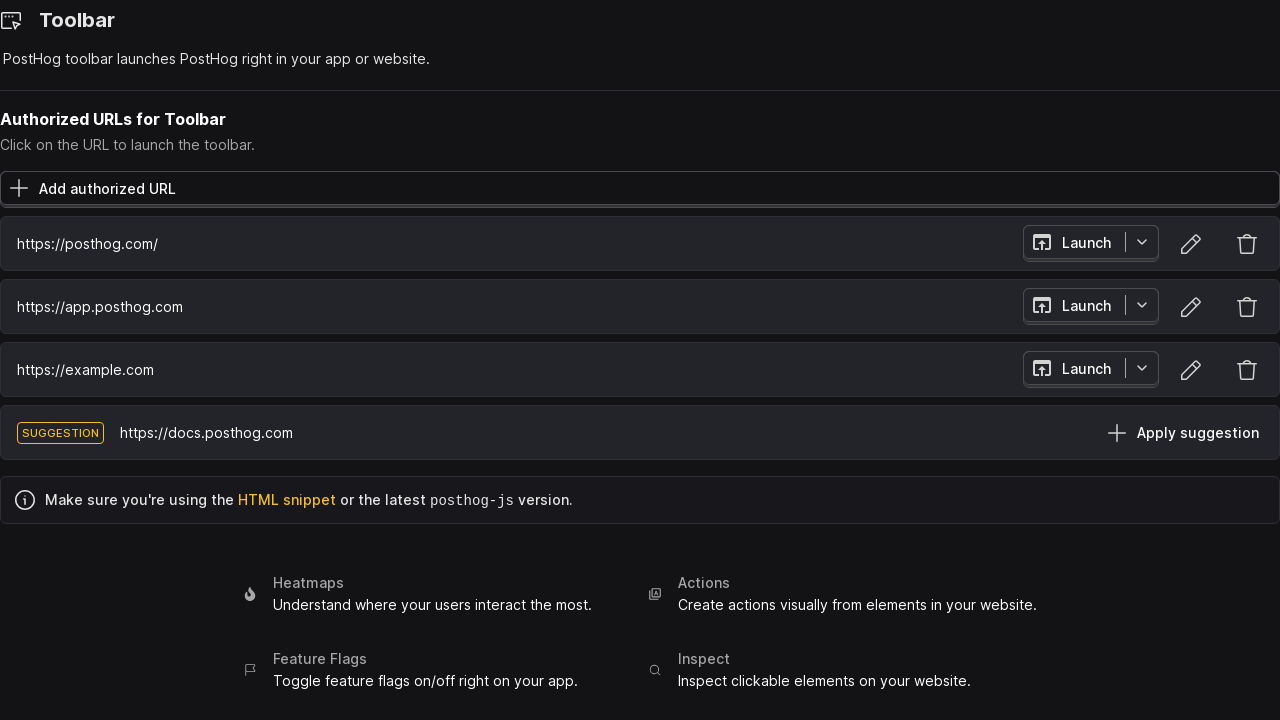 Toolbar
PostHog toolbar launches PostHog right in your app or website.
Authorized URLs for Toolbar
Click on the URL to launch the toolbar.
Add authorized URL
https://posthog.com/ Launch
https://app.posthog.com Launch
https://example.com Launch
SUGGESTION https://docs.posthog.com Apply suggestion
Make sure you're using the HTML snippet or the latest posthog-js version.
Heatmaps
Understand where your users interact the most.
Actions
Create actions visually from elements in your website.
Feature Flags
Toggle feature flags on/off right on your app.
Inspect
Inspect clickable elements on your website.